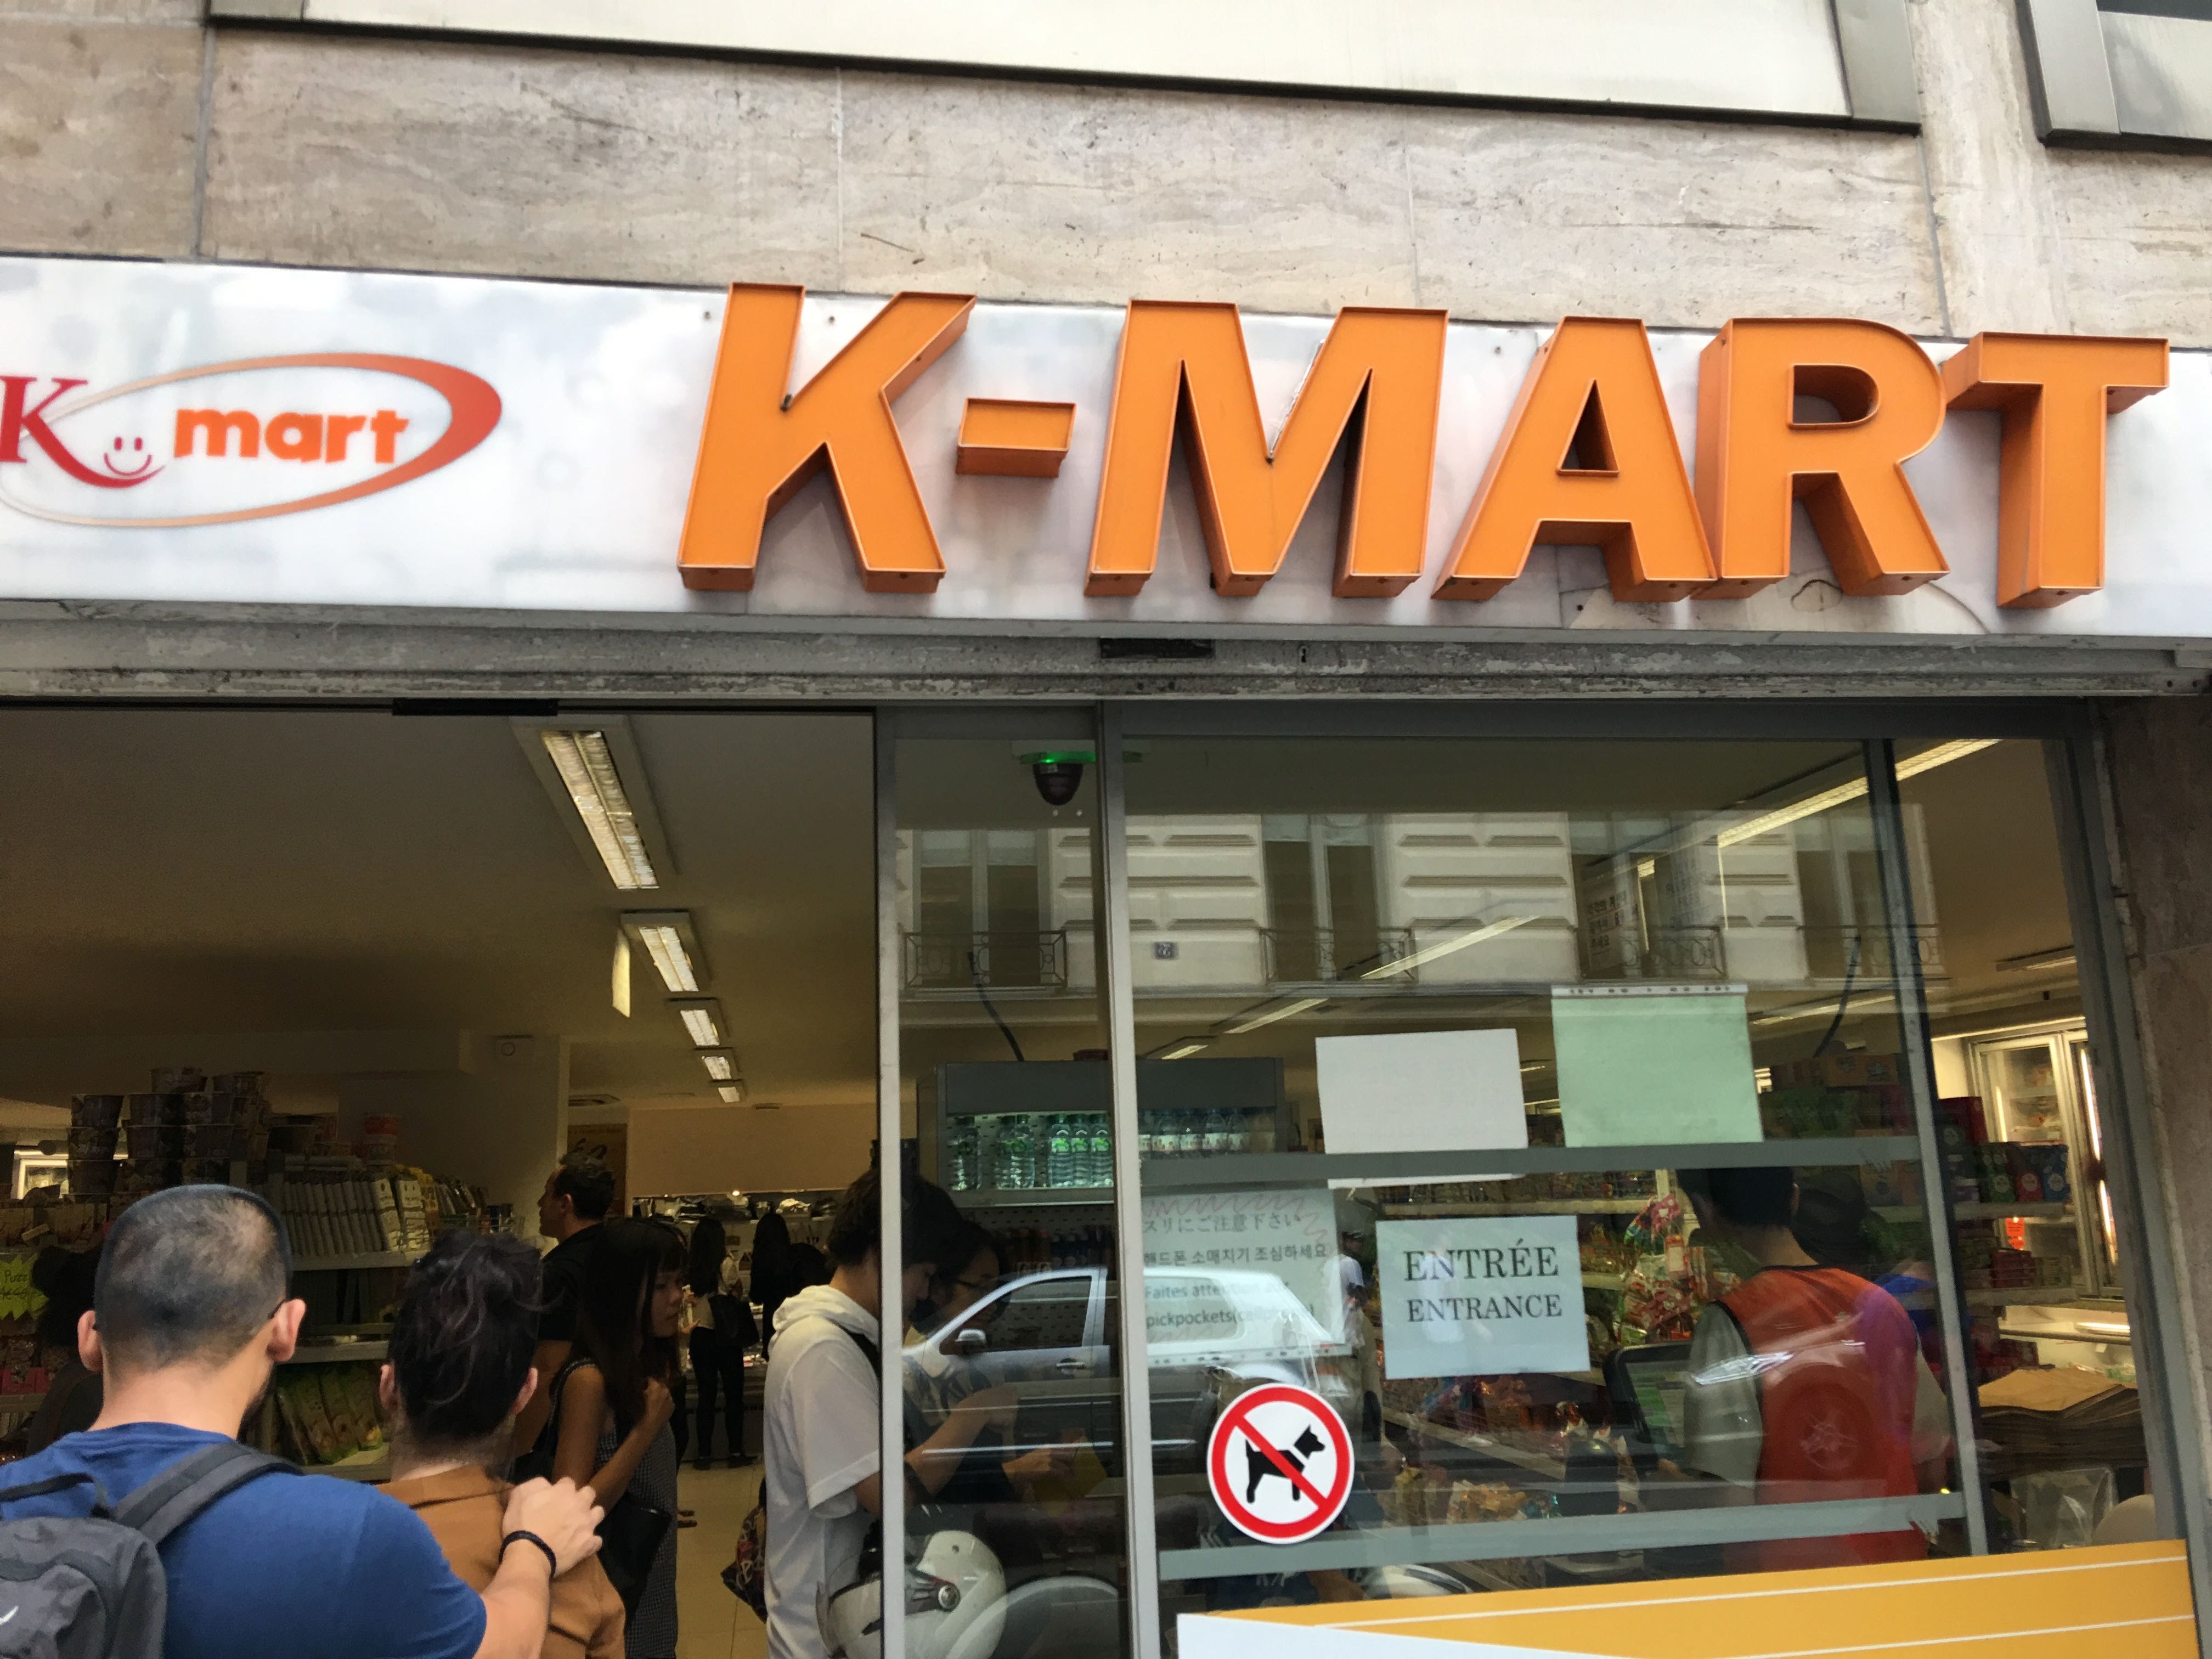 K mart
K-MART
スリにご注意下さい
핸드폰 소매치기 조심하세요
Faites attention
pickpockets
ENTRÉE
ENTRANCE